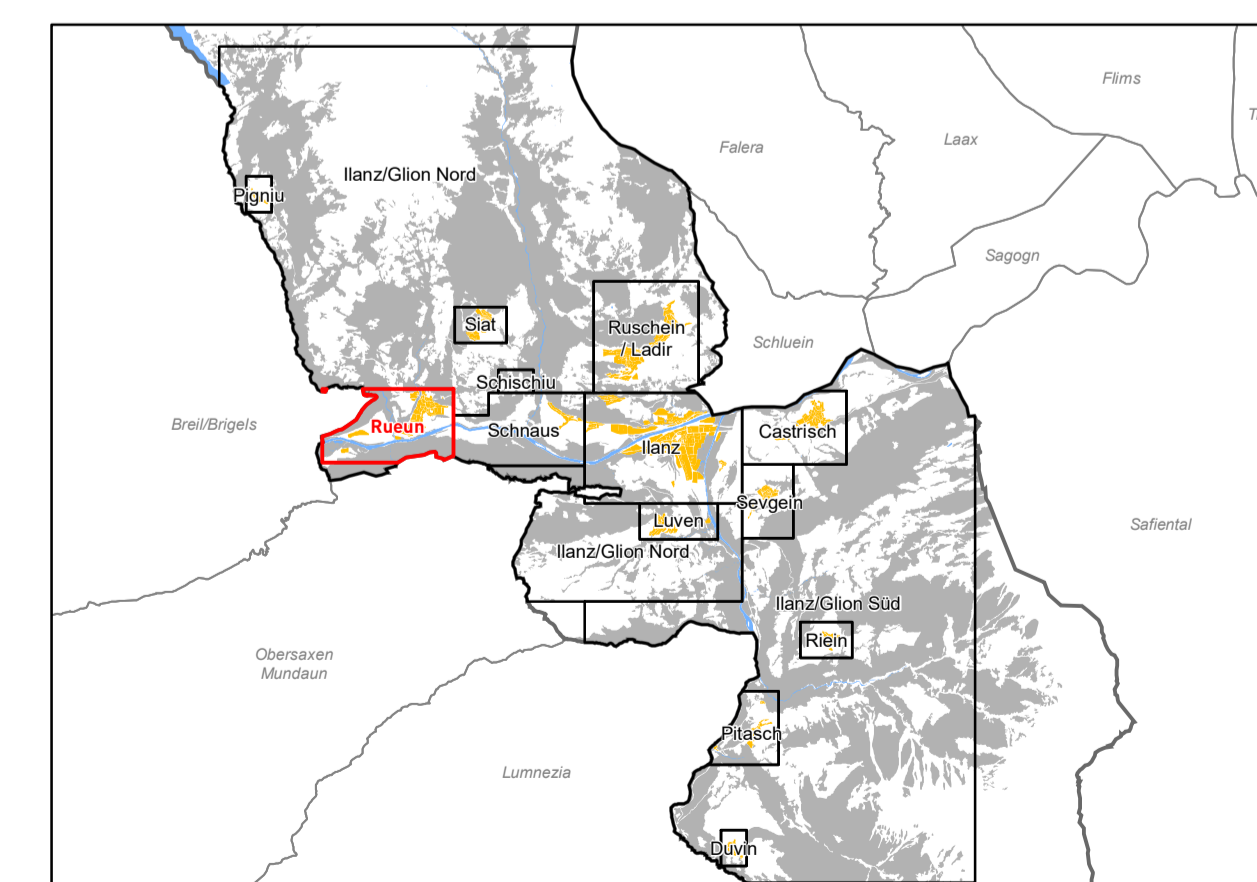 Flims
T
Falera
Laax
Ilanz/Glion Nord
Pigniu
Sagogn
Siat
Ruschein
/ Ladir
Schluein
Schischiu
Breil/Brigels
Rueun
Schnaus
Castrisch
Ilanz
Sevgein
Luven
Safiental
Ilanz/Glion Nord
Ilanz/Glion Süd
Riein
Obersaxen
Mundaun
Pitasch
Lumnezia
Duvin